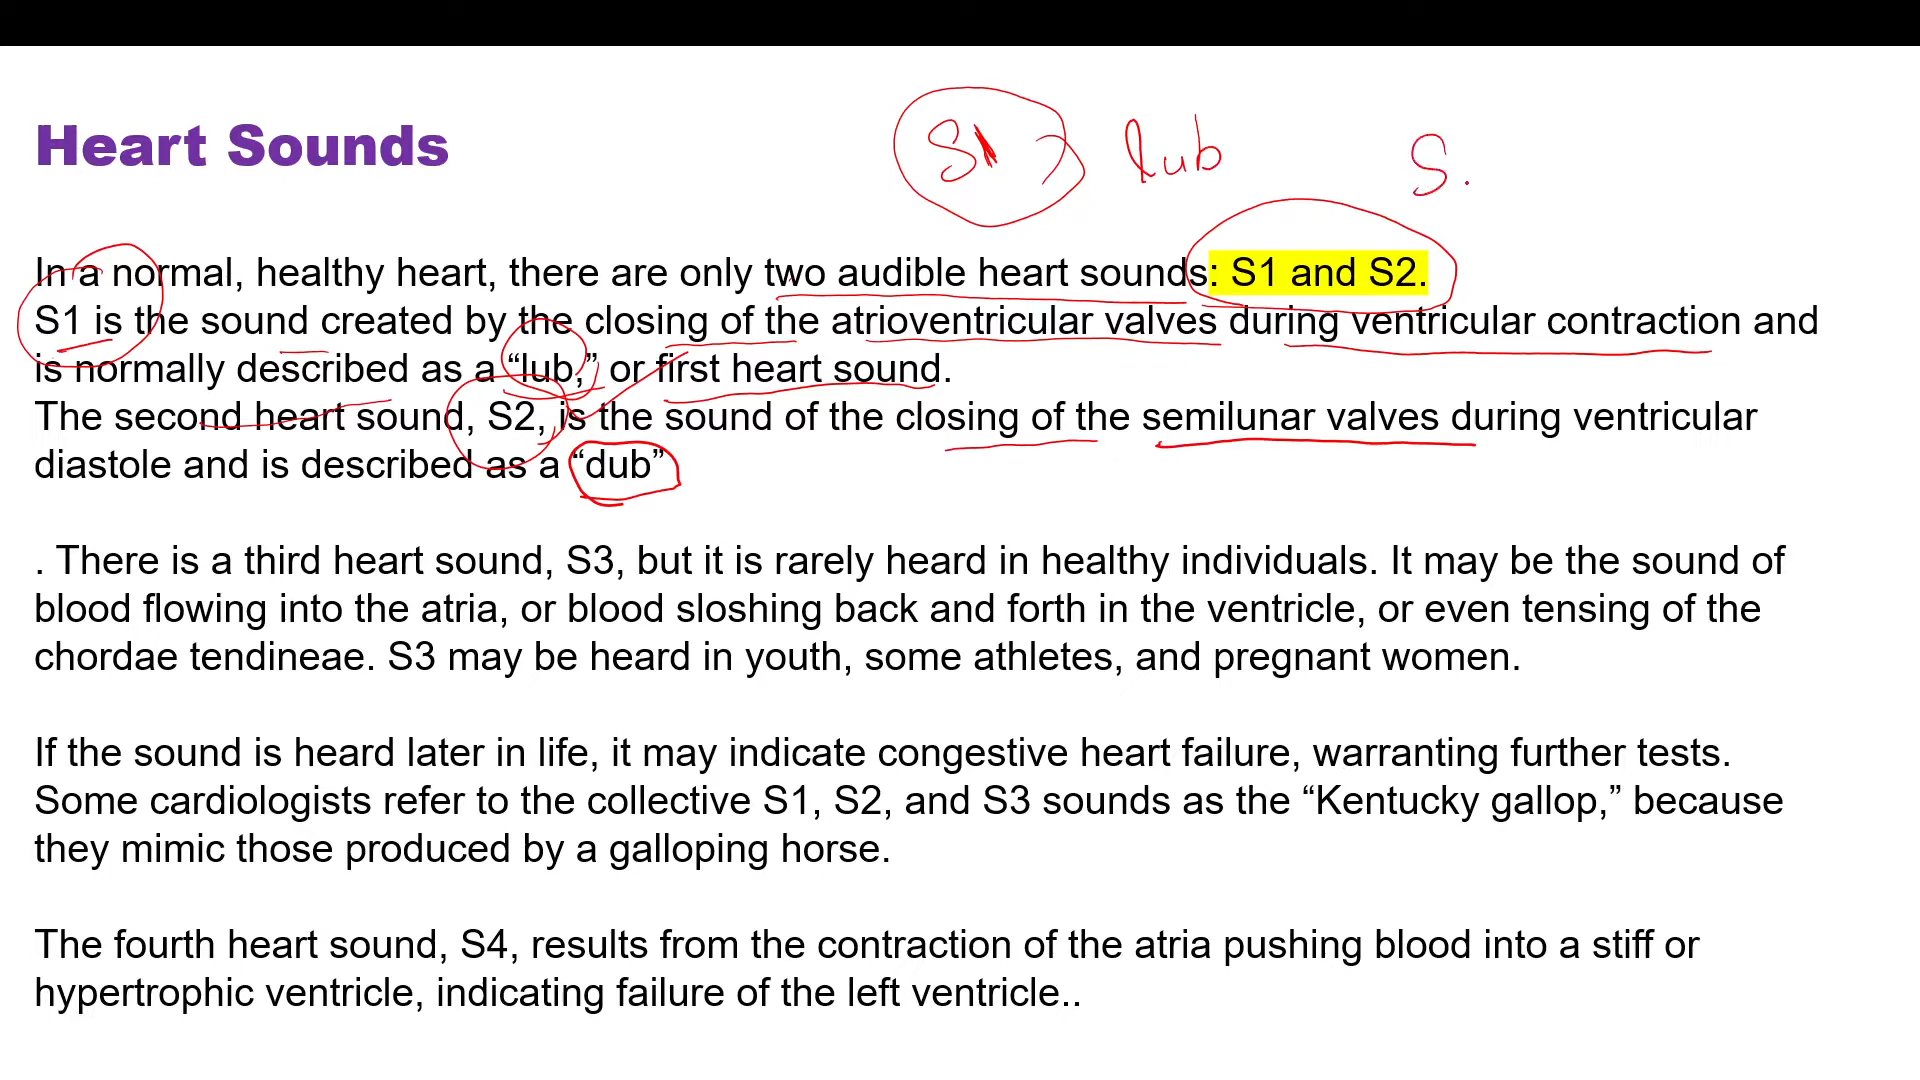 Heart Sounds
S1 > lub S.
In a normal, healthy heart, there are only two audible heart sounds: S1 and S2.
S1 is the sound created by the closing of the atrioventricular valves during ventricular contraction and
is normally described as a “lub,” or first heart sound.
The second heart sound, S2, is the sound of the closing of the semilunar valves during ventricular
diastole and is described as a “dub”
. There is a third heart sound, S3, but it is rarely heard in healthy individuals. It may be the sound of
blood flowing into the atria, or blood sloshing back and forth in the ventricle, or even tensing of the
chordae tendineae. S3 may be heard in youth, some athletes, and pregnant women.
If the sound is heard later in life, it may indicate congestive heart failure, warranting further tests.
Some cardiologists refer to the collective S1, S2, and S3 sounds as the “Kentucky gallop,” because
they mimic those produced by a galloping horse.
The fourth heart sound, S4, results from the contraction of the atria pushing blood into a stiff or
hypertrophic ventricle, indicating failure of the left ventricle..